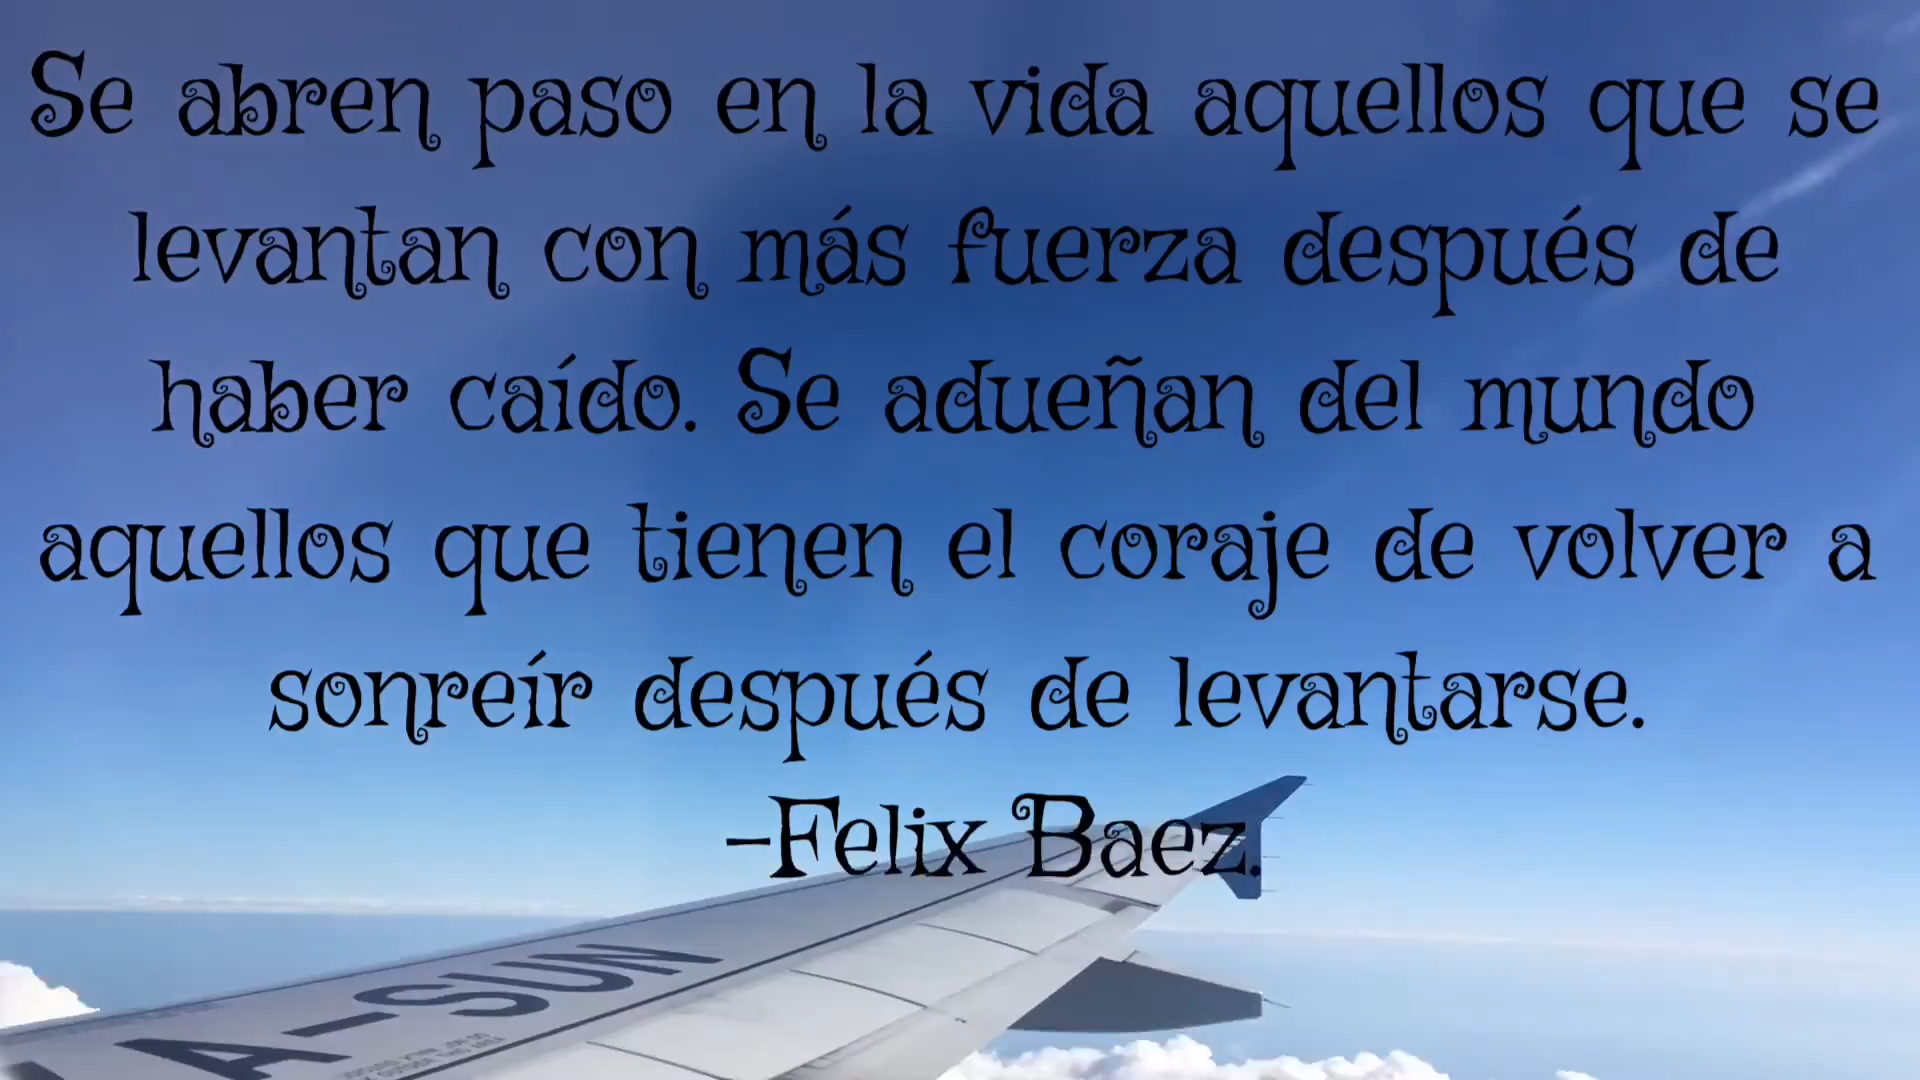 Se abren paso en la vida aquellos que se
levantan con más fuerza después de
haber caído. Se adueñan del mundo
aquellos que tienen el coraje de volver a
sonreír después de levantarse.
-Felix Baez.
A-SUN